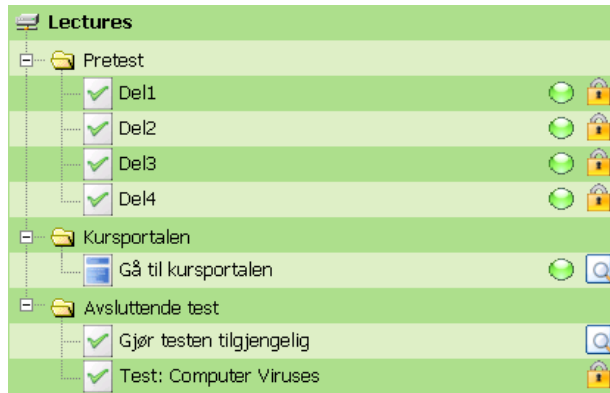 Lectures
Pretest
Del1
Del2
Del3
Del4
Kursportalen
Gå til kursportalen
Avsluttende test
Gjør testen tilgjengelig
Test: Computer Viruses